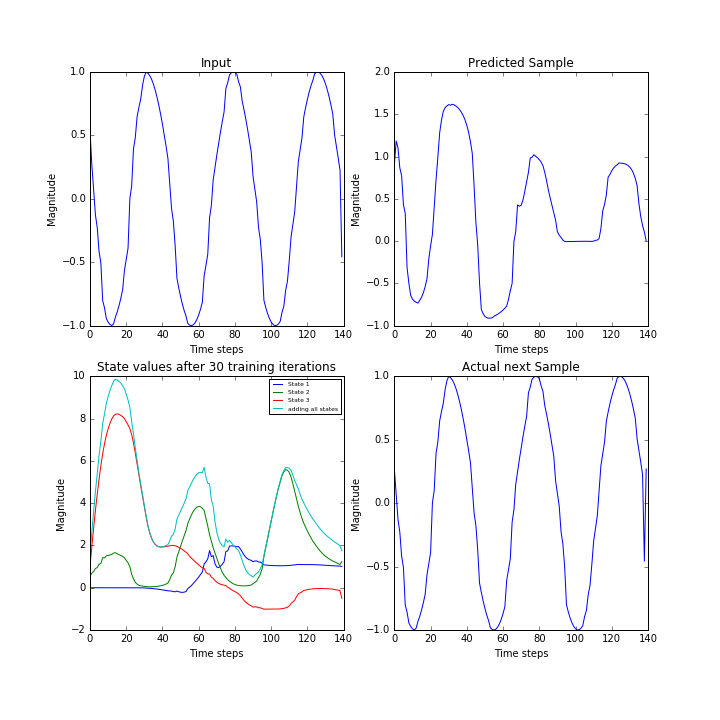 Input
1.0
0.5
0.0
−0.5
−1.0
Magnitude
0 20 40 60 80 100 120 140
Time steps
Predicted Sample
2.0
1.5
1.0
0.5
0.0
−0.5
−1.0
Magnitude
0 20 40 60 80 100 120 140
Time steps
State values after 30 training iterations
10
8
6
4
2
0
−2
Magnitude
State 1
State 2
State 3
adding all states
0 20 40 60 80 100 120 140
Time steps
Actual next Sample
1.0
0.5
0.0
−0.5
−1.0
Magnitude
0 20 40 60 80 100 120 140
Time steps